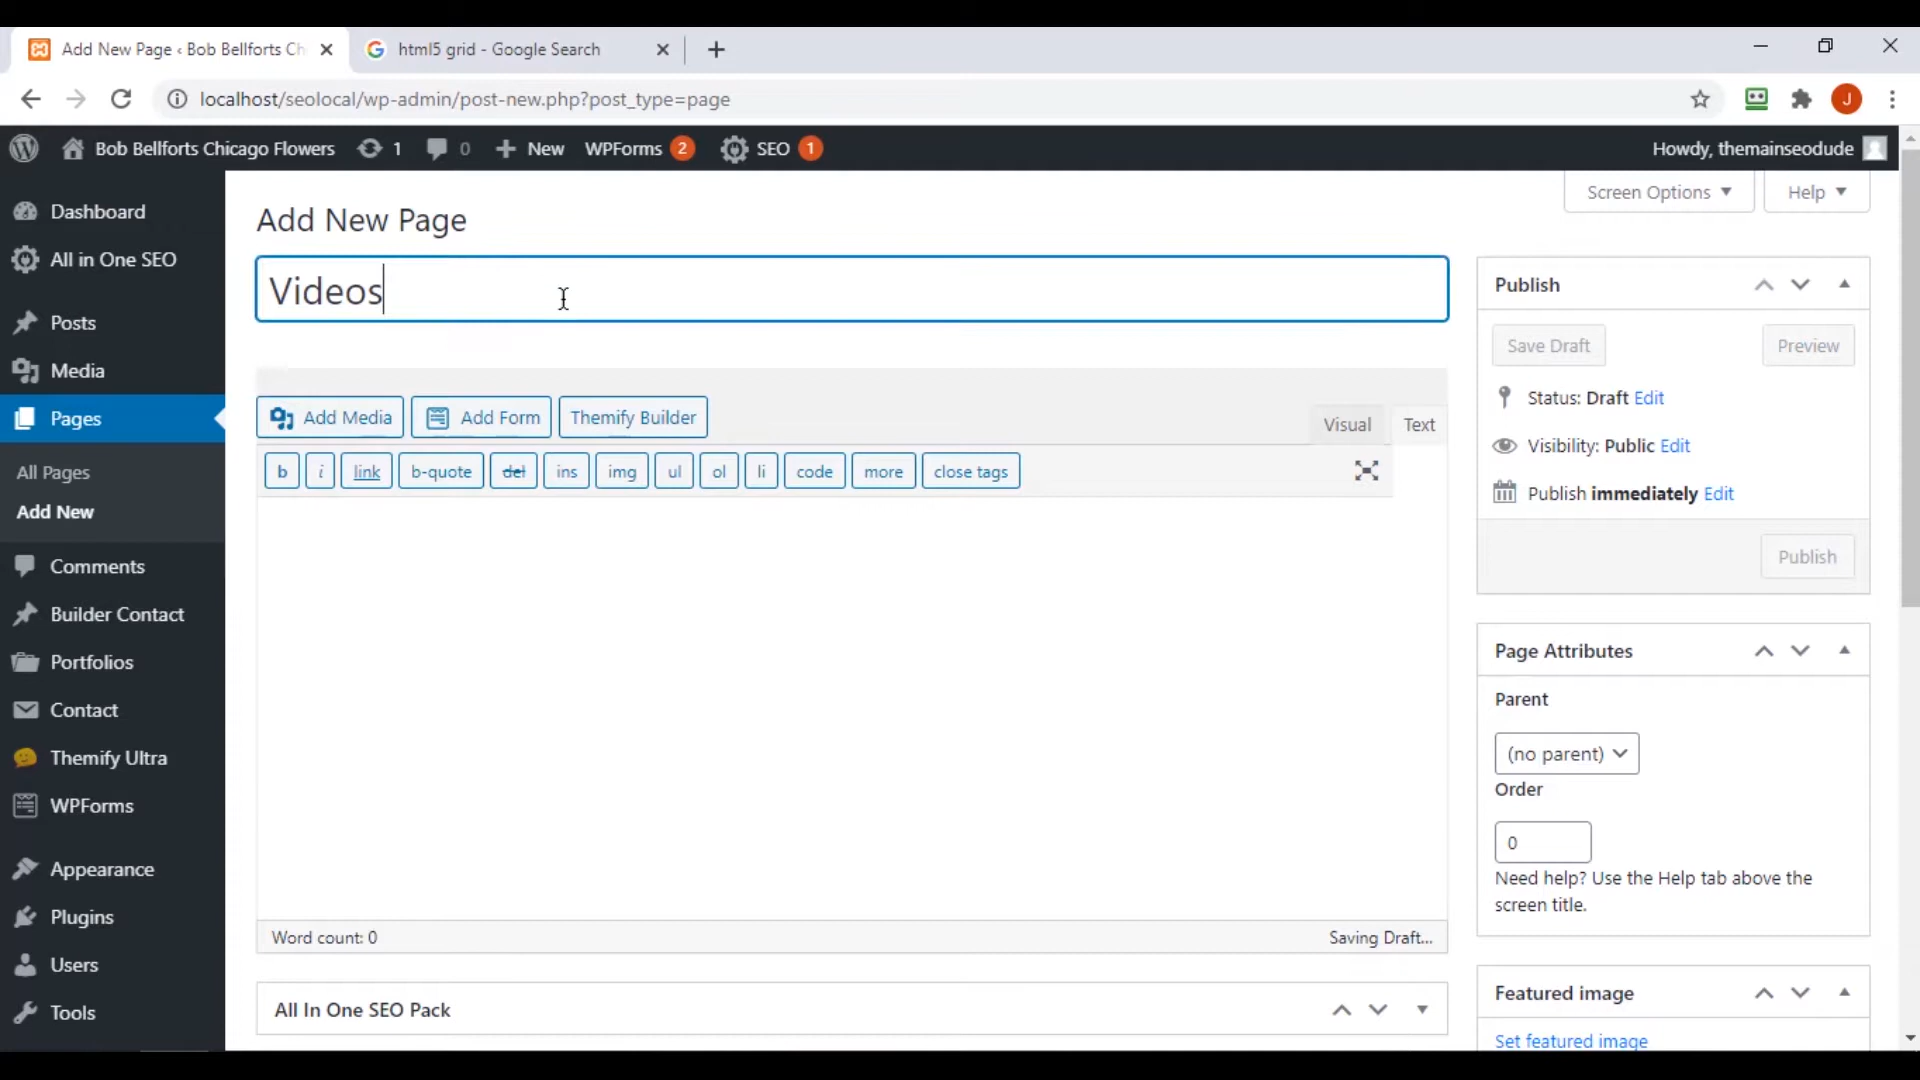 Add New Page ‹ Bob Bellforts Ch
html5 grid - Google Search
localhost/seolocal/wp-admin/post-new.php?post_type=page
J
Bob Bellforts Chicago Flowers
1
0
New
WPForms 2
SEO 1
Howdy, themainseodude
Dashboard
All in One SEO
Posts
Media
Pages
All Pages
Add New
Comments
Builder Contact
Portfolios
Contact
Themify Ultra
WPForms
Appearance
Plugins
Users
Tools
Screen Options
Help
Add New Page
Videos
Add Media
Add Form
Themify Builder
Visual
Text
b
i
link
b-quote
del
ins
img
ul
ol
li
code
more
close tags
Word count: 0
Saving Draft...
All In One SEO Pack
Publish
Save Draft
Preview
Status: Draft Edit
Visibility: Public Edit
Publish immediately Edit
Publish
Page Attributes
Parent
(no parent)
Order
0
Need help? Use the Help tab above the
screen title.
Featured image
Set featured image